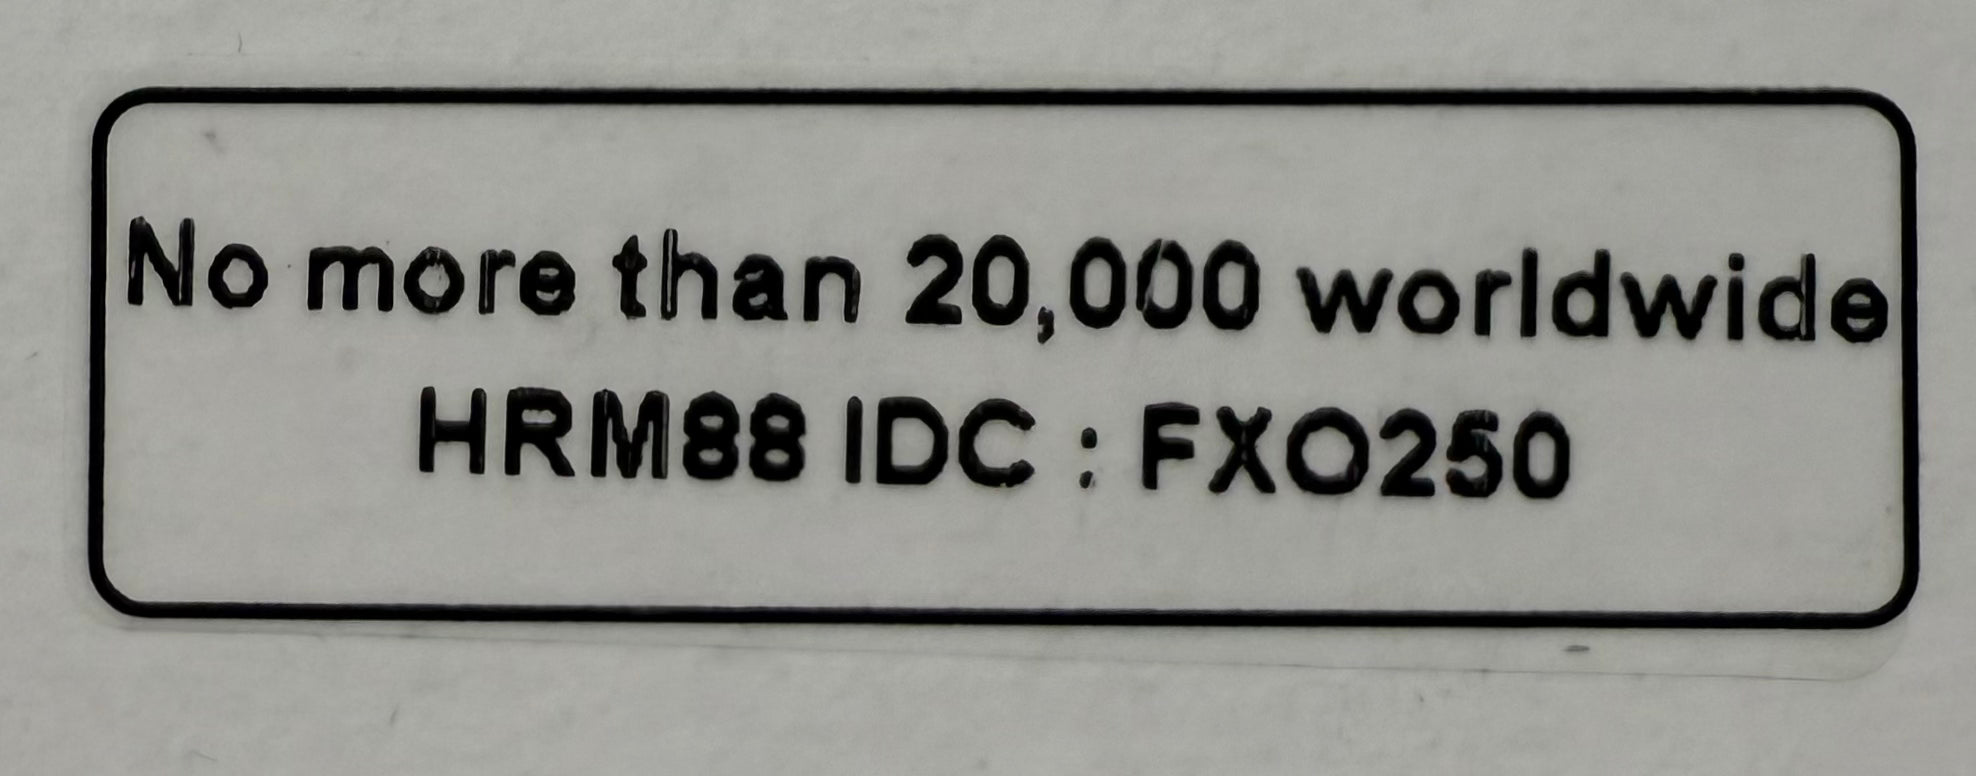 No more than 20,000 worldwide
HRM88 IDC : FXO250